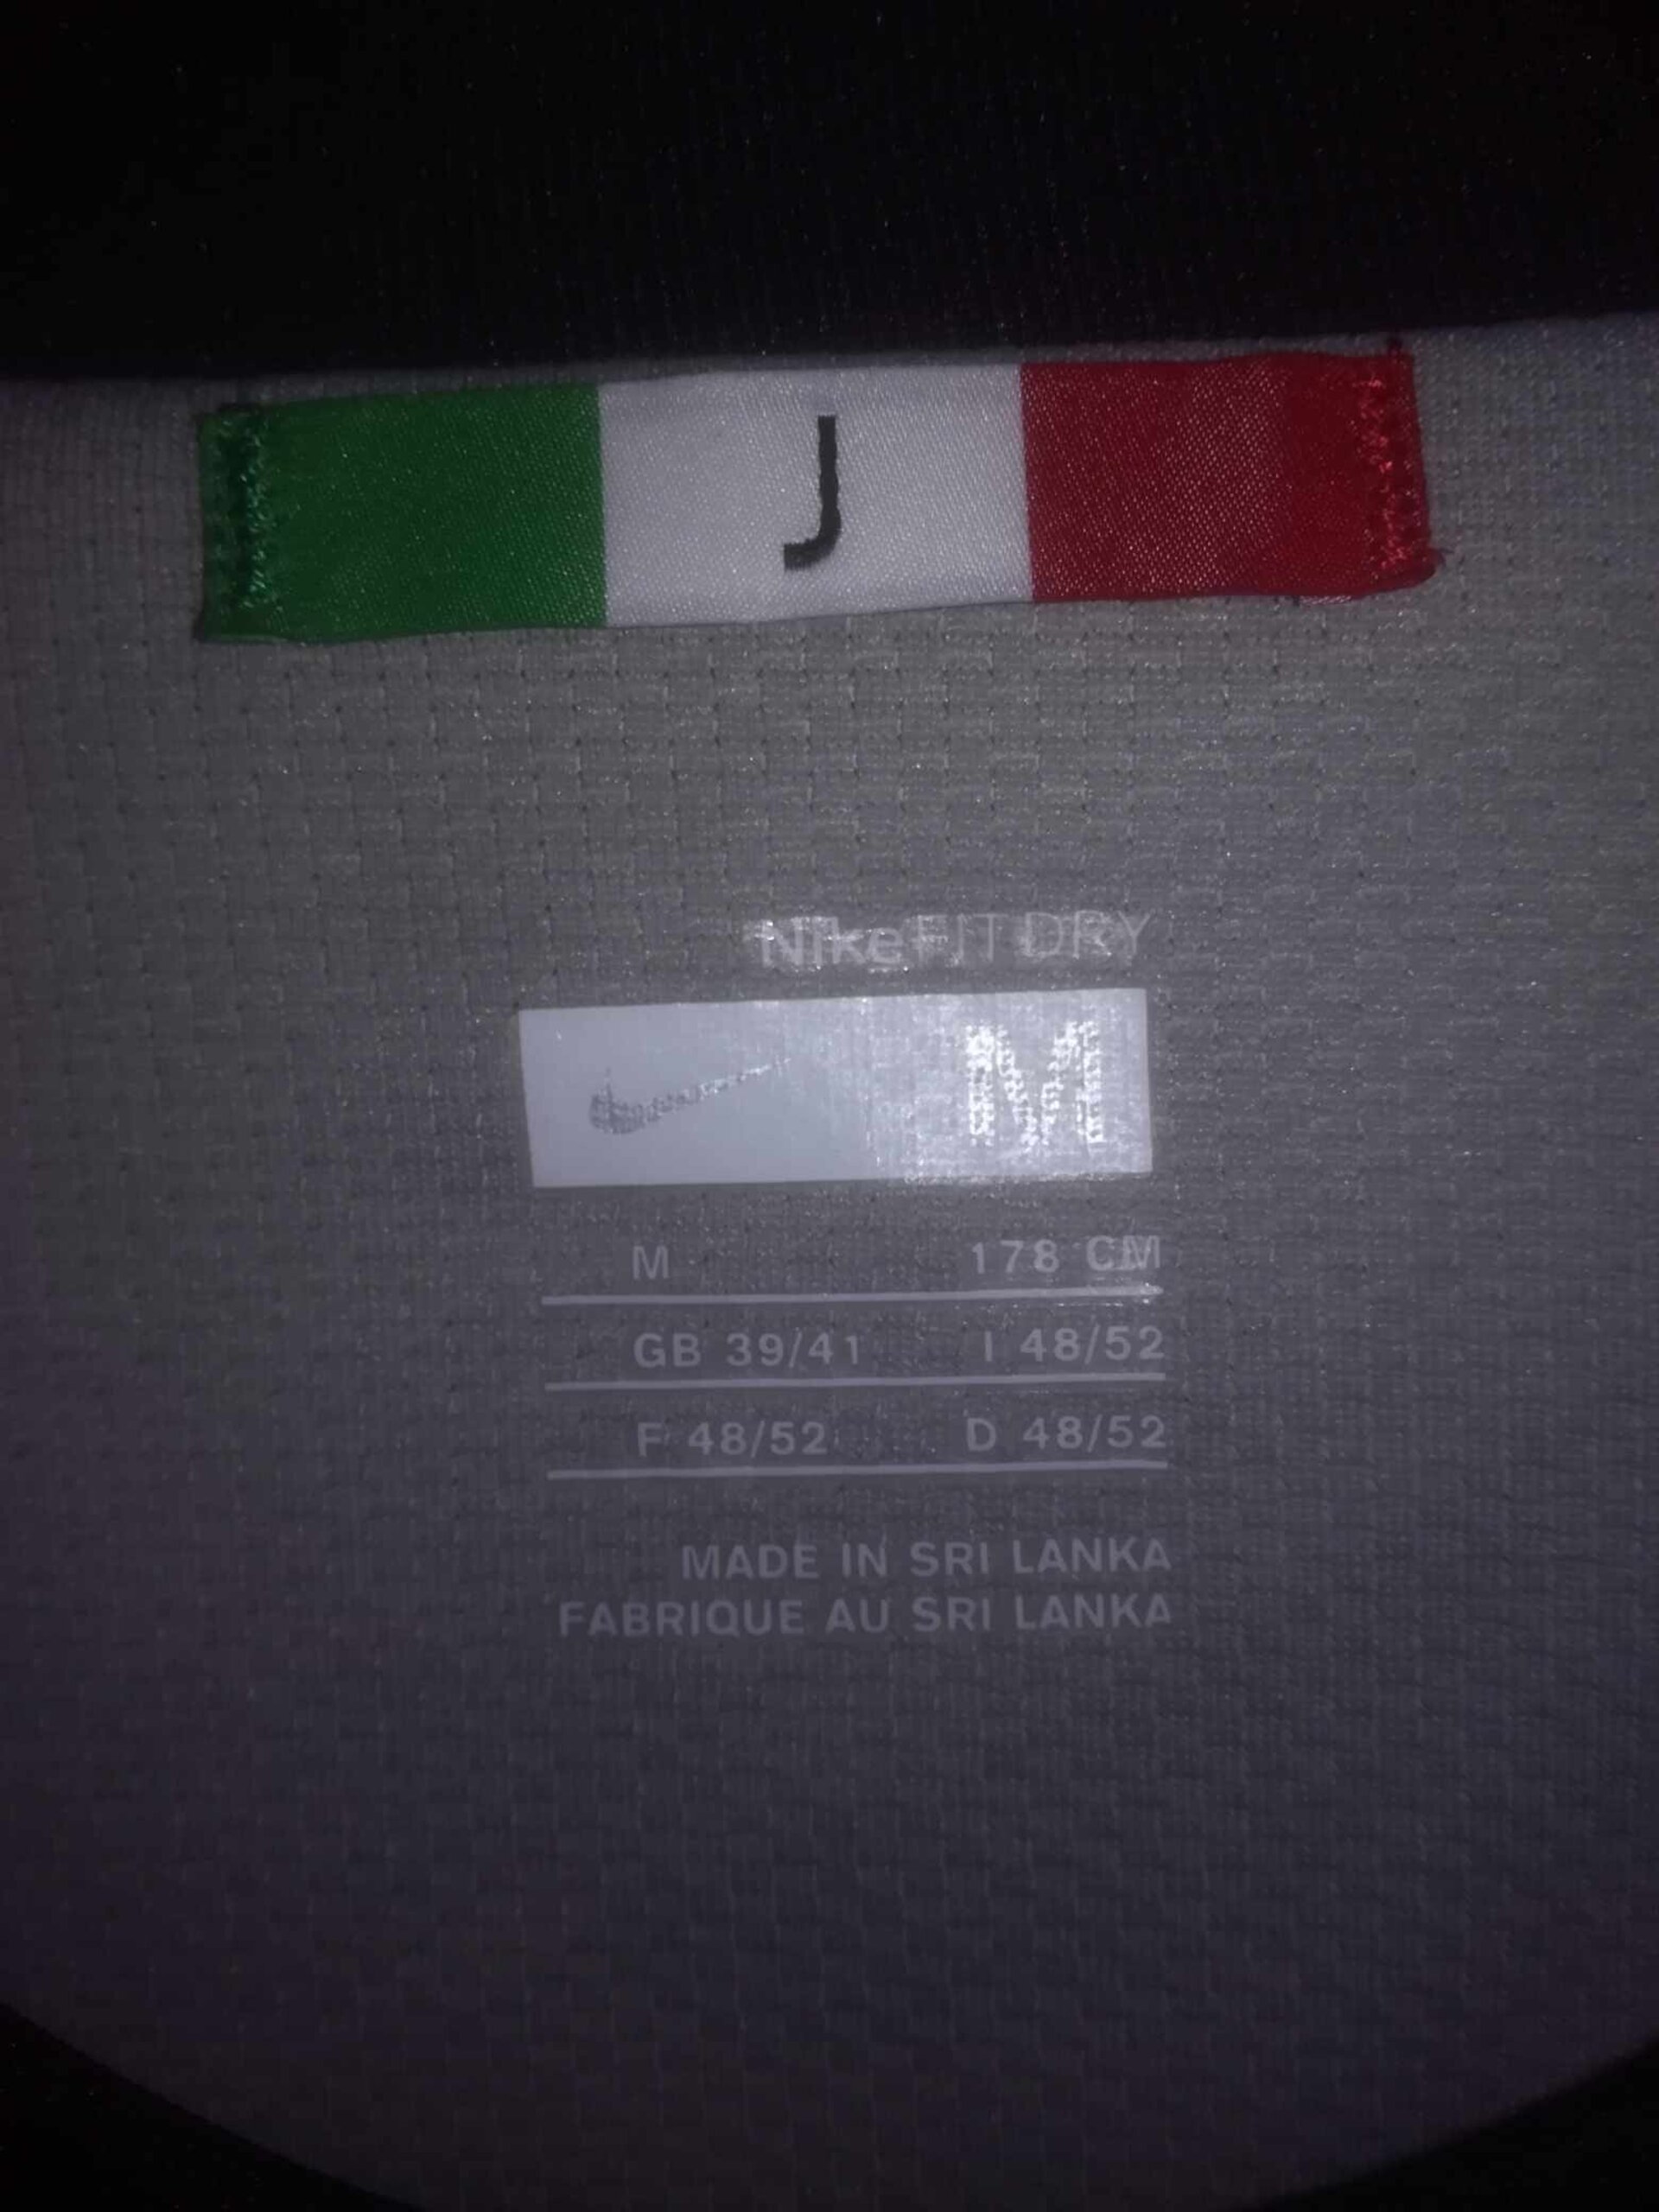 J
NikeFIT DRY
M
M 178 CM
GB 39/41 I 48/52
F 48/52 D 48/52
MADE IN SRI LANKA
FABRIQUE AU SRI LANKA